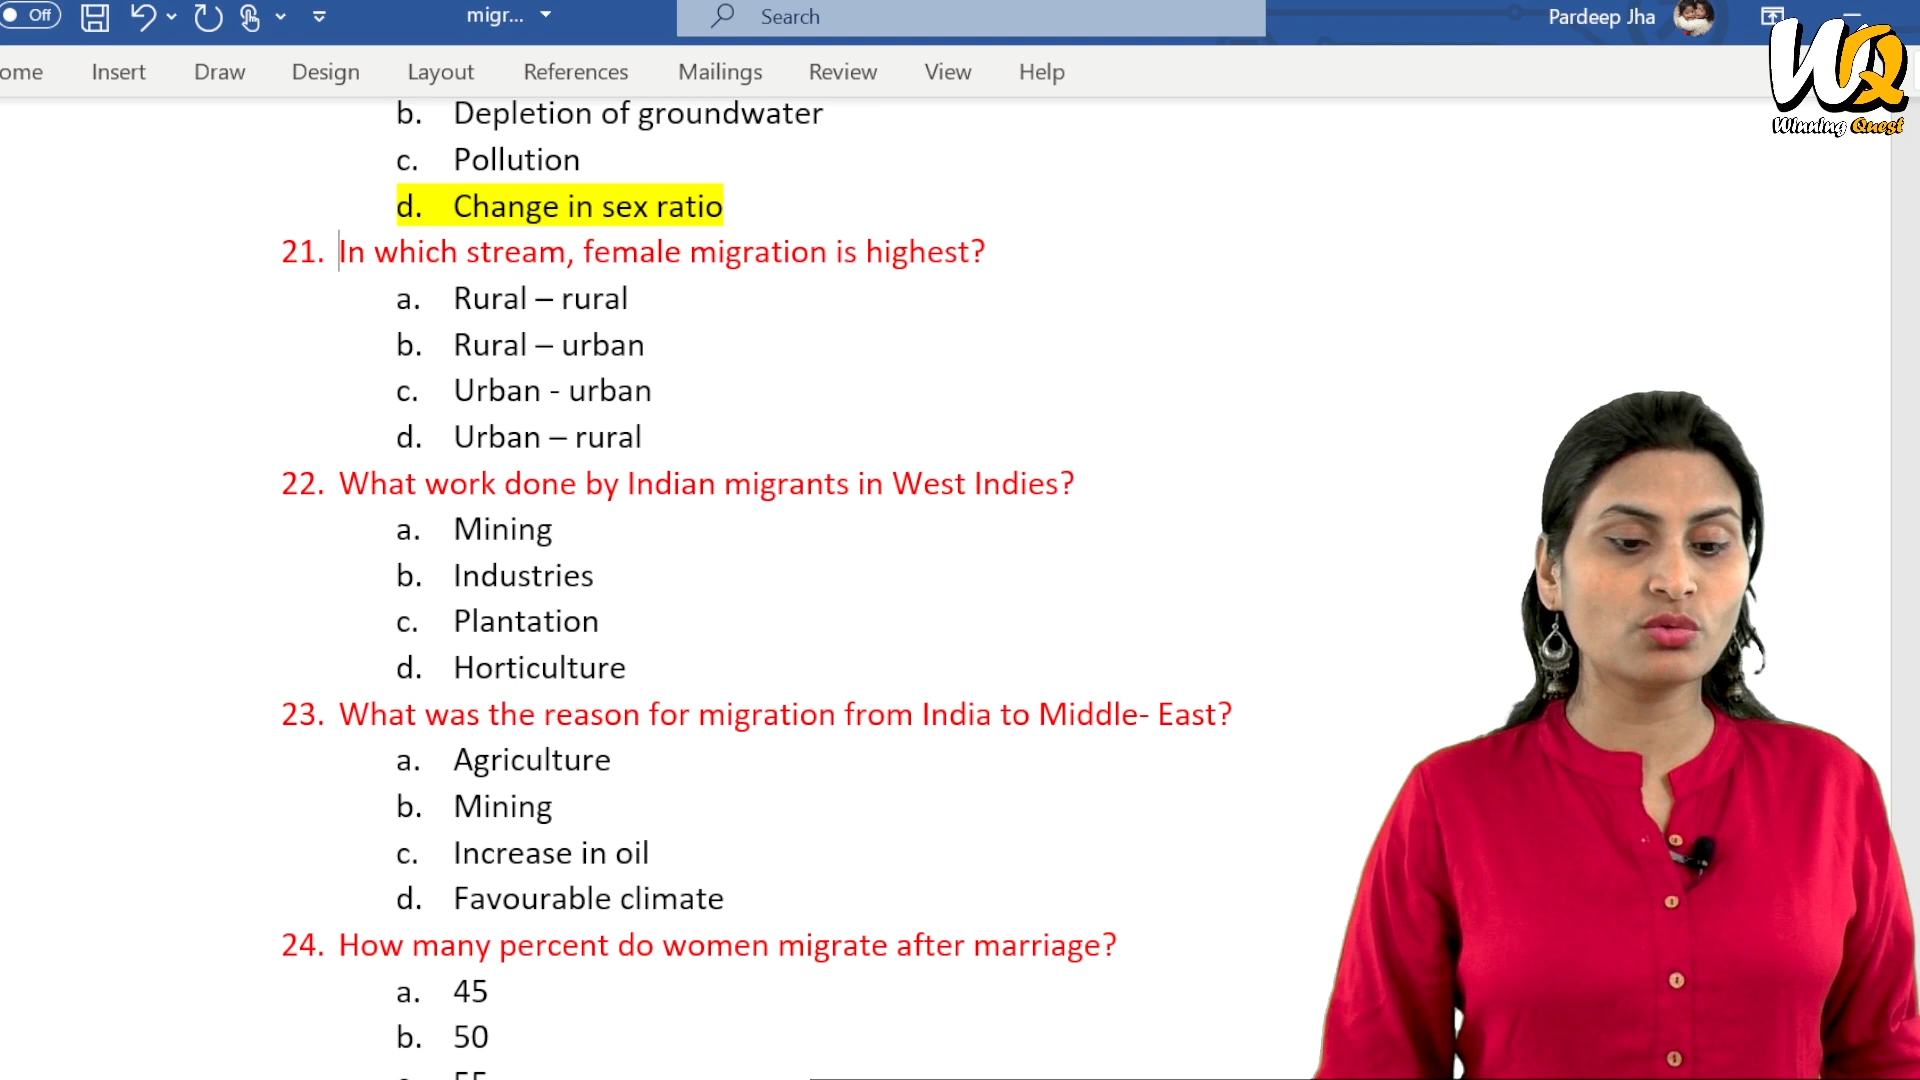 Off
migr...
Search
Pardeep Jha
ome
Insert
Draw
Design
Layout
References
Mailings
Review
View
Help
WQ
Winning Quest
b. Depletion of groundwater
c. Pollution
d. Change in sex ratio
21. In which stream, female migration is highest?
a. Rural – rural
b. Rural – urban
c. Urban - urban
d. Urban – rural
22. What work done by Indian migrants in West Indies?
a. Mining
b. Industries
c. Plantation
d. Horticulture
23. What was the reason for migration from India to Middle- East?
a. Agriculture
b. Mining
c. Increase in oil
d. Favourable climate
24. How many percent do women migrate after marriage?
a. 45
b. 50